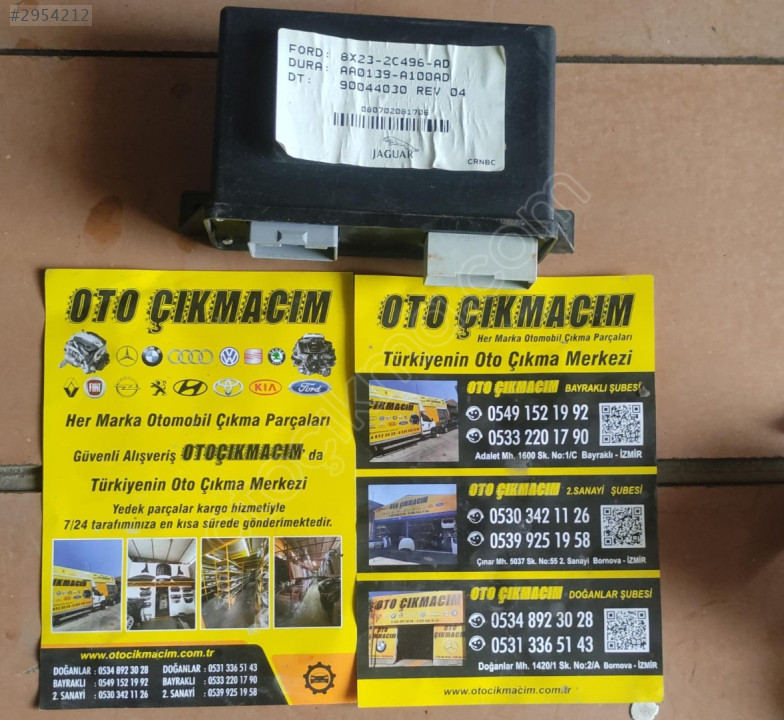 #2954212
FORD: 8X23-2C496-AD
DURA: AA0139-A100AD
DT: 90044030 REV 04
080702081706
JAGUAR
CRNBC
OTO ÇIKMACIM
FIAT
OPEL
KIA
Ford
Her Marka Otomobil Çıkma Parçaları
Güvenli Alışveriş OTOÇIKMACIM' da
Türkiyenin Oto Çıkma Merkezi
Yedek parçalar kargo hizmetiyle
7/24 tarafınıza en kısa sürede gönderimektedir.
www.otocikmacim.com.tr
DOĞANLAR : 0534 892 30 28
BAYRAKLI : 0549 152 19 92
2. SANAYİ : 0530 342 11 26
DOĞANLAR : 0531 336 51 43
BAYRAKLI : 0533 220 17 90
2. SANAYİ : 0539 925 19 58
OTO ÇIKMACIM
Her Marka Otomobil Çıkma Parçaları
Türkiyenin Oto Çıkma Merkezi
OTO ÇIKMACIM BAYRAKLI ŞUBESİ
0549 152 19 92
0533 220 17 90
Adalet Mh. 1600 Sk. No:1/C Bayraklı - İZMİR
OTO ÇIKMACIM 2.SANAYİ ŞUBESİ
0530 342 11 26
0539 925 19 58
Çınar Mh. 5037 Sk. No:55 2. Sanayi Bornova - İZMİR
OTO ÇIKMACIM DOĞANLAR ŞUBESİ
0534 892 30 28
0531 336 51 43
Doğanlar Mh. 1420/1 Sk. No:2/A Bornova - İZMİR
www.otocikmacim.com.tr